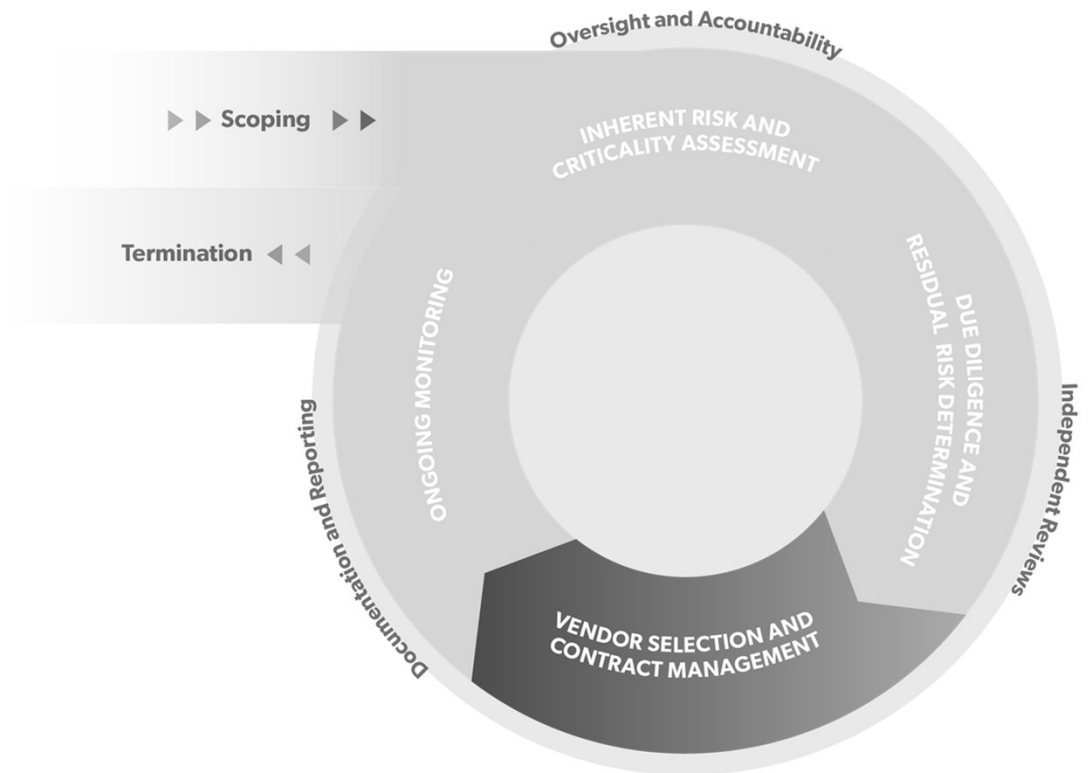 Oversight and Accountability
Scoping
INHERENT RISK AND
CRITICALITY ASSESSMENT
Termination
DUE DILIGENCE AND
RESIDUAL RISK DETERMINATION
Independent Reviews
VENDOR SELECTION AND
CONTRACT MANAGEMENT
ONGOING MONITORING
Documentation and Reporting